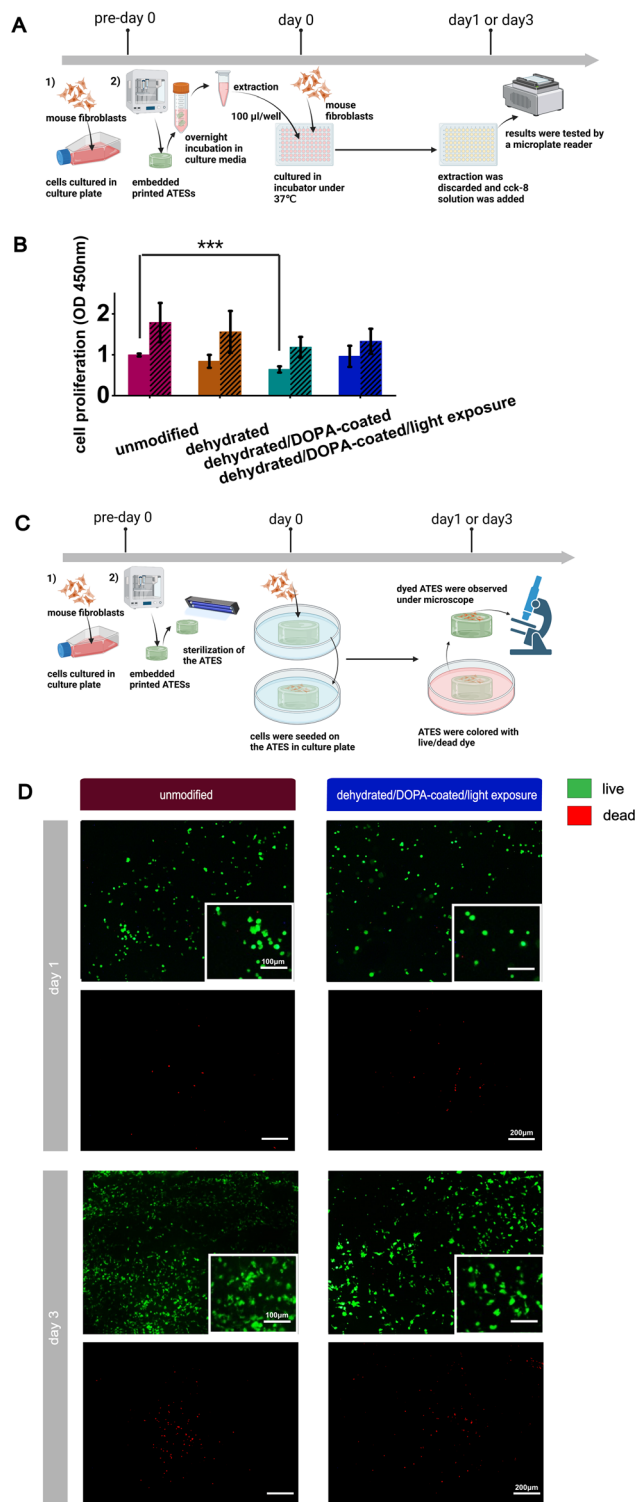 A
pre-day 0
day 0
day1 or day3
1)
mouse fibroblasts
2)
extraction
100 µl/well
mouse
fibroblasts
overnight
incubation in
culture media
results were tested by
a microplate reader
cells cultured in
culture plate
embedded
printed ATESs
cultured in
incubator under
37℃
extraction was
discarded and cck-8
solution was added
B
cell proliferation (OD 450nm)
***
2
1
0
unmodified
dehydrated
dehydrated/DOPA-coated
dehydrated/DOPA-coated/light exposure
C
pre-day 0
day 0
day1 or day3
1)
mouse fibroblasts
2)
dyed ATES were observed
under microscope
sterilization of
the ATES
cells cultured in
culture plate
embedded
printed ATESs
cells were seeded on
the ATES in culture plate
ATES were colored with
live/dead dye
D
unmodified
dehydrated/DOPA-coated/light exposure
live
dead
day 1
100µm
200µm
day 3
100µm
200µm